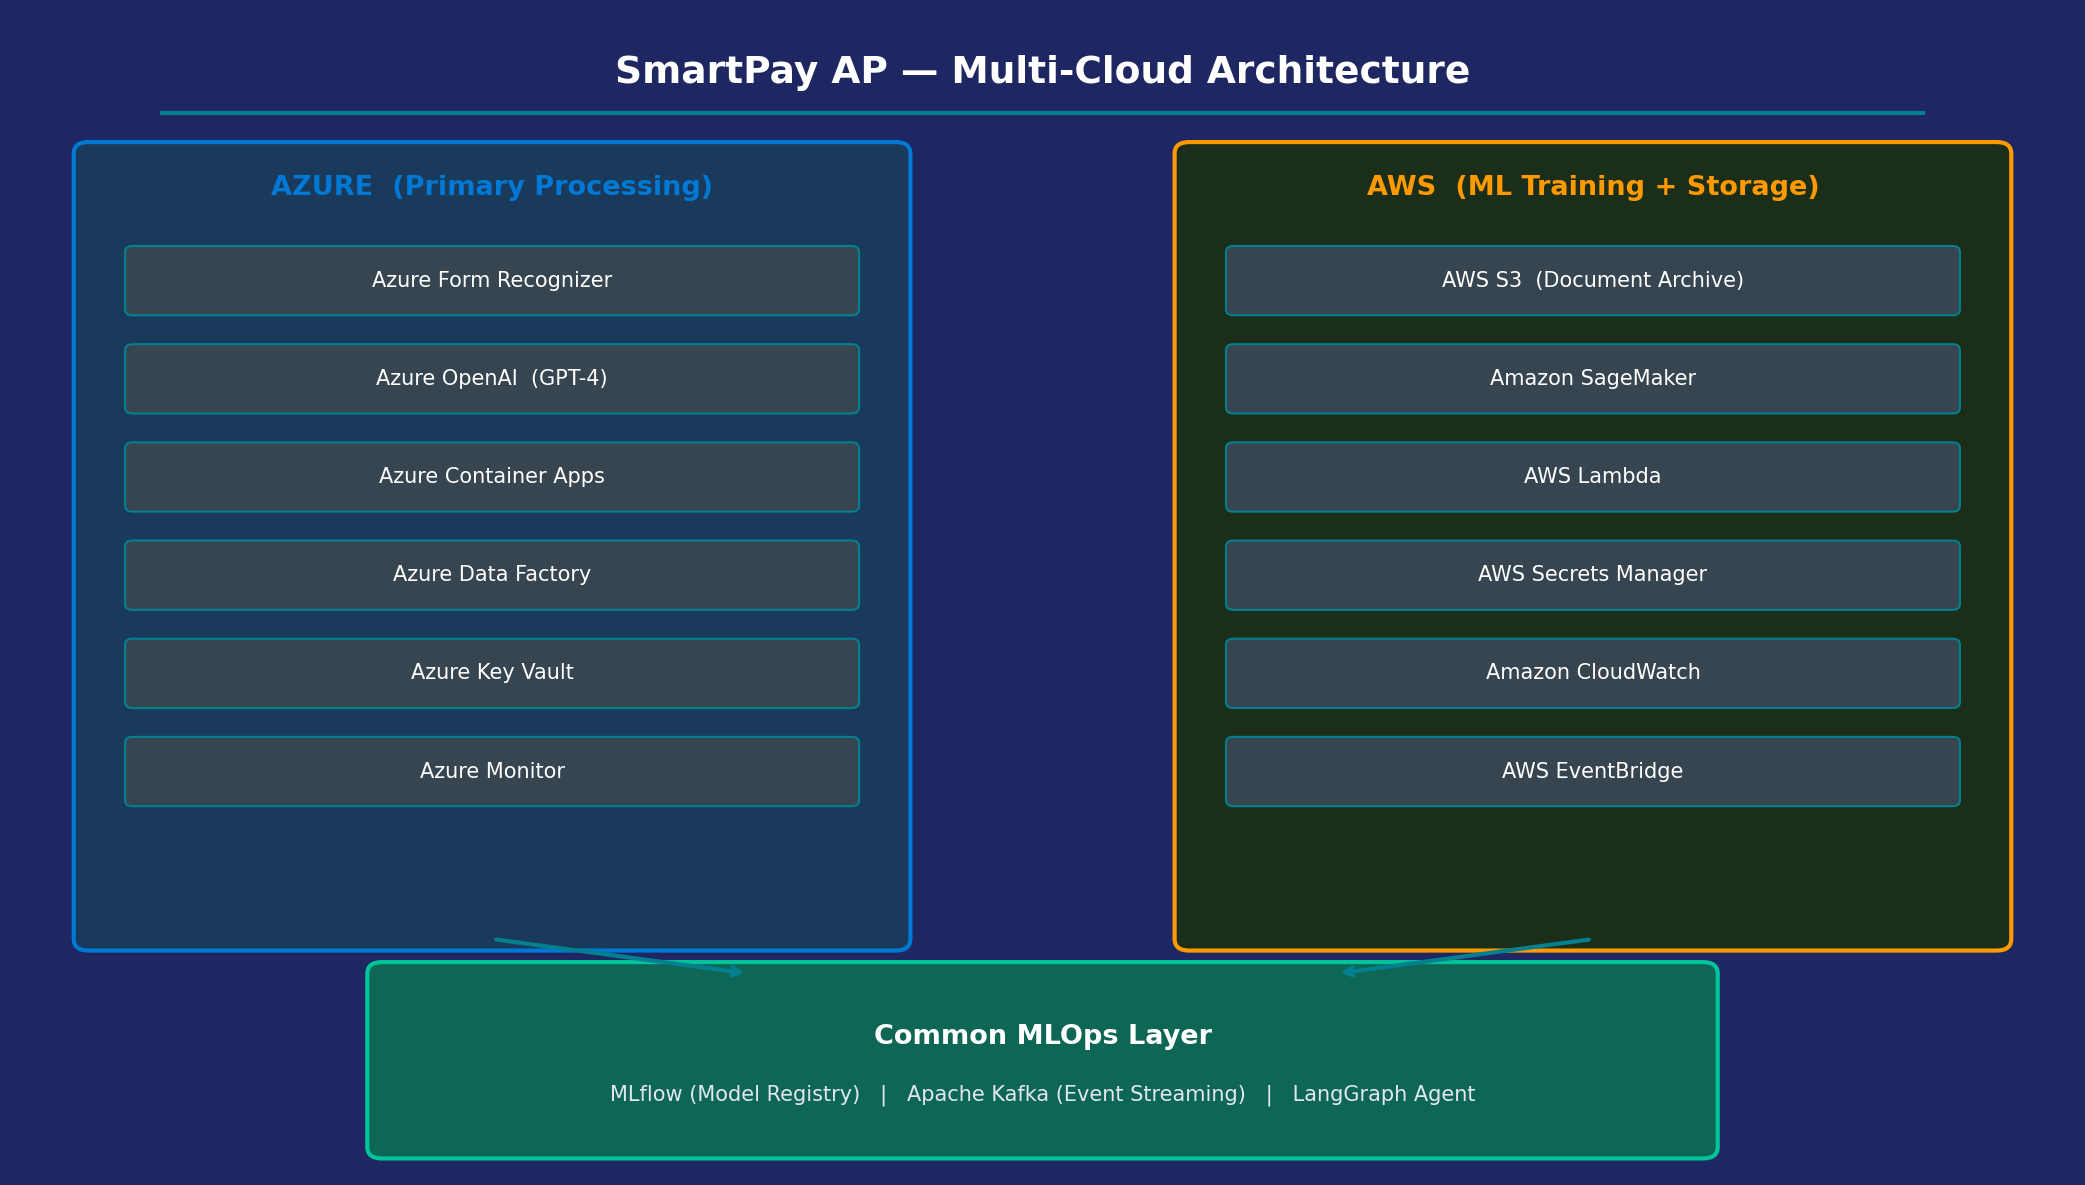 SmartPay AP — Multi-Cloud Architecture
AZURE  (Primary Processing)
Azure Form Recognizer
Azure OpenAI  (GPT-4)
Azure Container Apps
Azure Data Factory
Azure Key Vault
Azure Monitor
AWS  (ML Training + Storage)
AWS S3  (Document Archive)
Amazon SageMaker
AWS Lambda
AWS Secrets Manager
Amazon CloudWatch
AWS EventBridge
Common MLOps Layer
MLflow (Model Registry)   |   Apache Kafka (Event Streaming)   |   LangGraph Agent